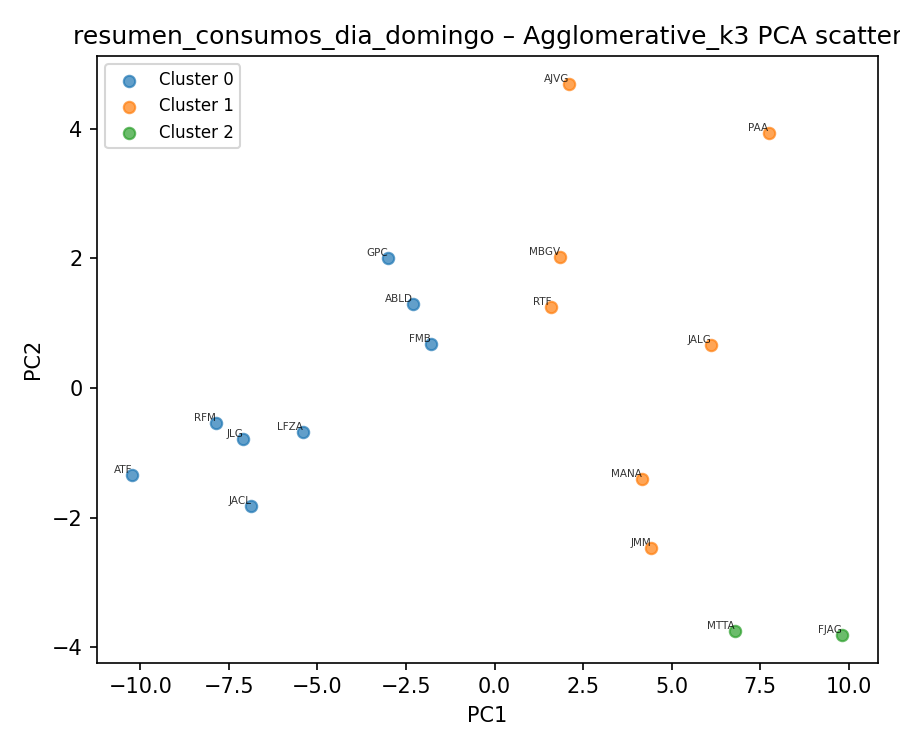 resumen_consumos_dia_domingo – Agglomerative_k3 PCA scatter
Cluster 0
Cluster 1
Cluster 2
AJVG
PAA
GPC
MBGV
ABLD
RTF
FMB
JALG
RFM
JLG
LFZA
ATF
MANA
JACL
JMM
MTTA
FJAG
4
2
0
−2
−4
PC2
−10.0
−7.5
−5.0
−2.5
0.0
2.5
5.0
7.5
10.0
PC1